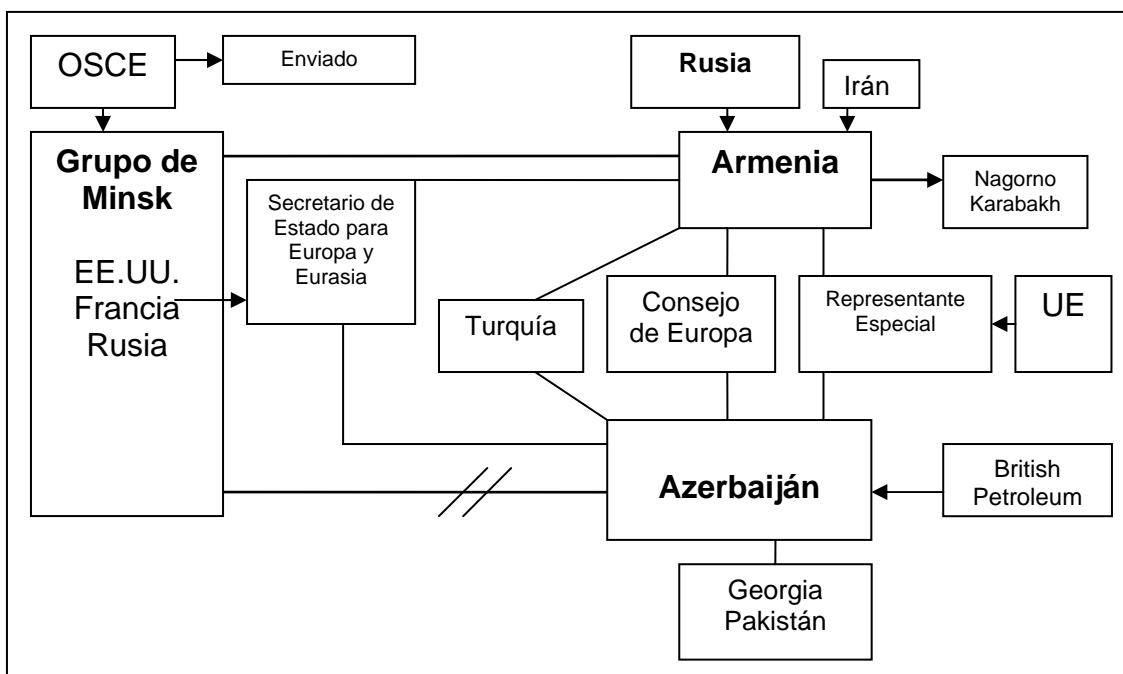 OSCE
Enviado
Rusia
Irán
Grupo de
Minsk
EE.UU.
Francia
Rusia
Secretario de
Estado para
Europa y
Eurasia
Armenia
Nagorno
Karabakh
Turquía
Consejo
de Europa
Representante
Especial
UE
Azerbaiján
British
Petroleum
Georgia
Pakistán